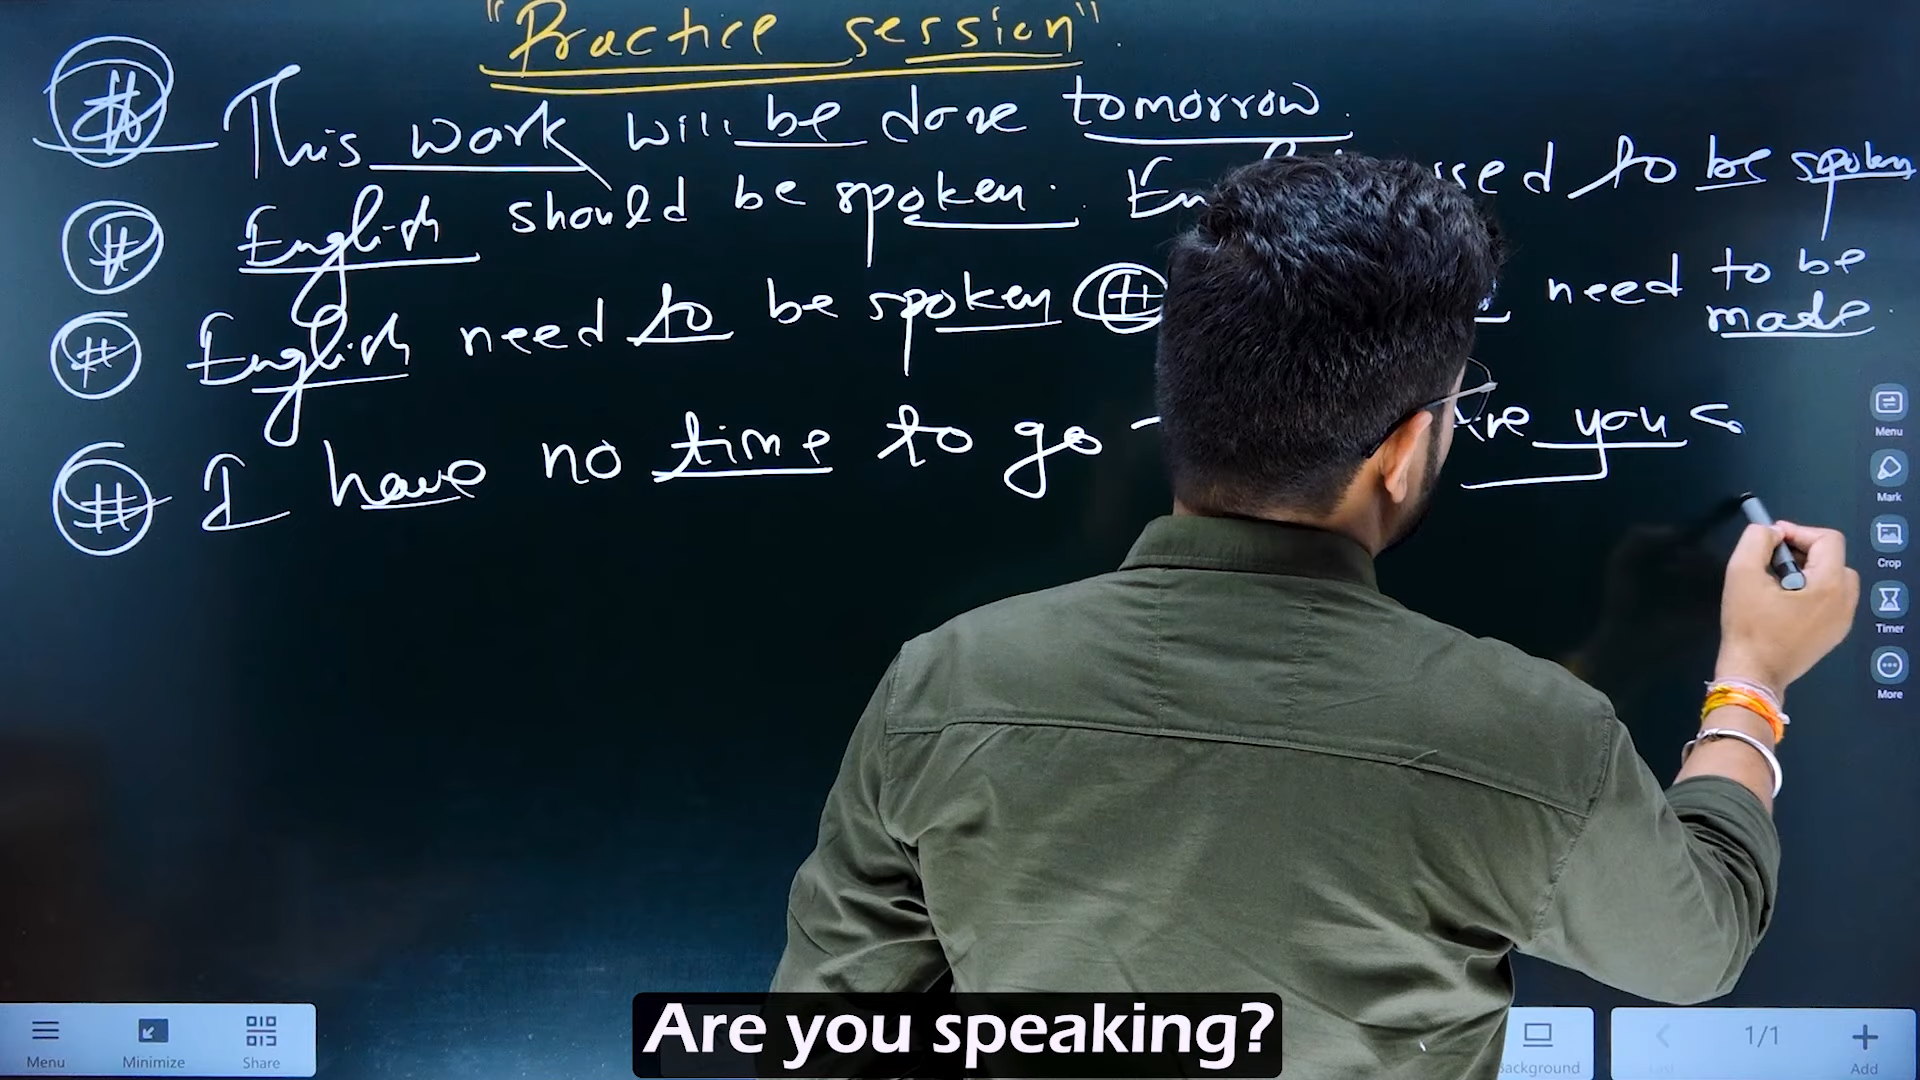 "Practice session"
This work will be done tomorrow.
English should be spoken. used to be spoken
English need to be spoken # need to be made.
I have no time to go Are you
Menu
Mark
Crop
Timer
More
Are you speaking?
Menu Minimize Share Background 1/1 Add